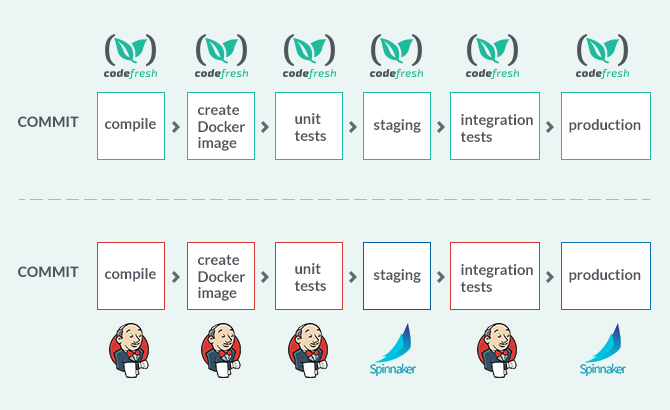 codefresh codefresh codefresh codefresh codefresh codefresh
COMMIT
compile
create
Docker
image
unit
tests
staging
integration
tests
production
COMMIT
compile
create
Docker
image
unit
tests
staging
integration
tests
production
Spinnaker Spinnaker